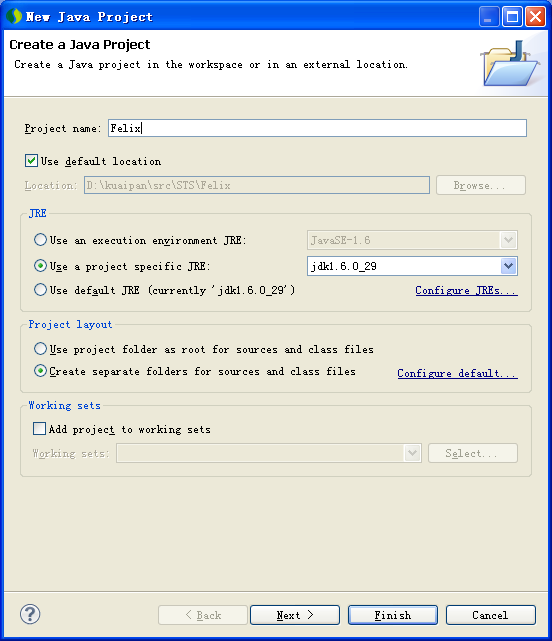 New Java Project
Create a Java Project
Create a Java project in the workspace or in an external location.
Project name: Felix
Use default location
Location: D:\kuaipan\src\STS\Felix Browse...
JRE
Use an execution environment JRE: JavaSE-1.6
Use a project specific JRE: jdk1.6.0_29
Use default JRE (currently 'jdk1.6.0_29') Configure JREs...
Project layout
Use project folder as root for sources and class files
Create separate folders for sources and class files Configure default...
Working sets
Add project to working sets
Working sets: Select...
? < Back Next > Finish Cancel